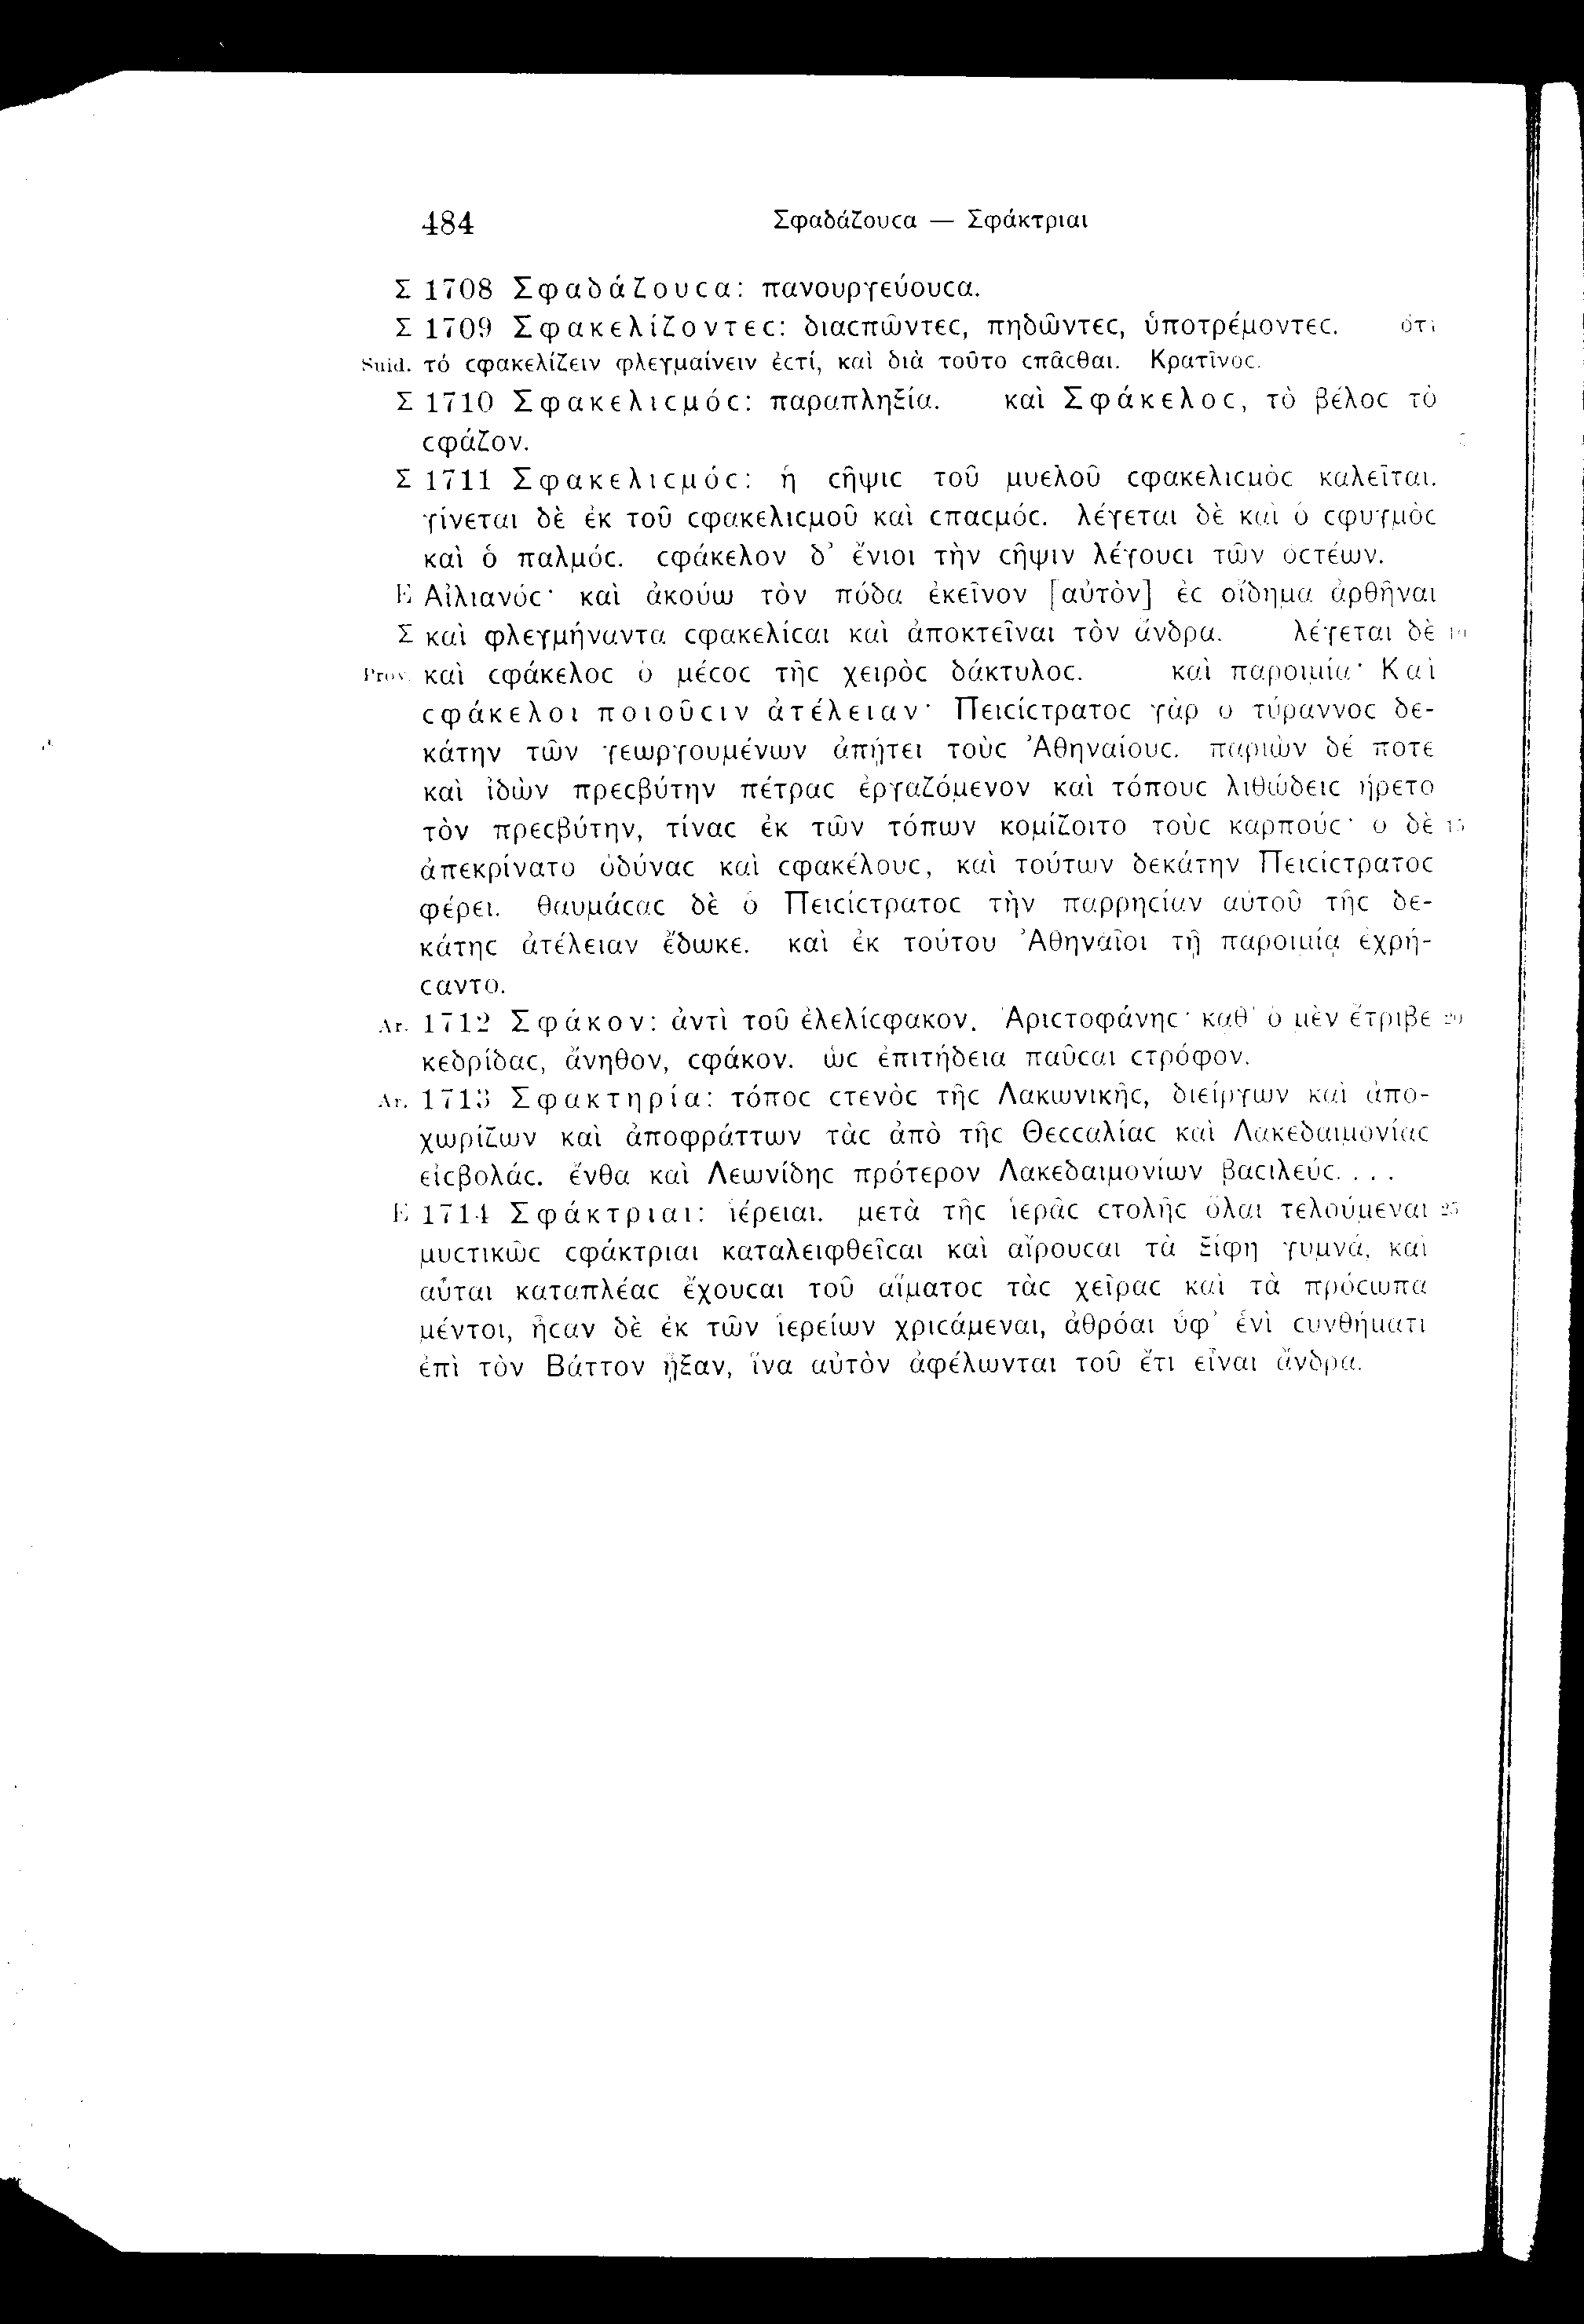 484 Σφαδάζουϲα — Σφάκτριαι
Σ 1708 Σφαδάζουϲα: πανουργεύουϲα.
Σ 1709 Σφακελίζοντεϲ: διαϲπῶντεϲ, πηδῶντεϲ, ὑποτρέμοντεϲ. ὅτι
Suid. τό ϲφακελίζειν φλεγμαίνειν ἐϲτί, καὶ διὰ τοῦτο ϲπᾶϲθαι. Κρατῖνοϲ.
Σ 1710 Σφακελιϲμόϲ: παραπληξία. καὶ Σφάκελοϲ, τὸ βέλοϲ τὸ
ϲφάζον. 5
Σ 1711 Σφακελιϲμόϲ: ἡ ϲῆψιϲ τοῦ μυελοῦ ϲφακελιϲμὸϲ καλεῖται.
γίνεται δὲ ἐκ τοῦ ϲφακελιϲμοῦ καὶ ϲπαϲμόϲ. λέγεται δὲ καὶ ὁ ϲφυγμὸϲ
καὶ ὁ παλμόϲ. ϲφάκελον δ᾽ ἔνιοι τὴν ϲῆψιν λέγουϲι τῶν ὀϲτέων.
E Αἰλιανόϲ· καὶ ἀκούω τὸν πόδα ἐκεῖνον [αὐτὸν] ἐϲ οἴδημα ἀρθῆναι
Σ καὶ φλεγμήναντα ϲφακελίϲαι καὶ ἀποκτεῖναι τὸν ἄνδρα. λέγεται δὲ 10
Prov. καὶ ϲφάκελοϲ ὁ μέϲοϲ τῆϲ χειρὸϲ δάκτυλοϲ. καὶ παροιμία· Καὶ
ϲφάκελοι ποιοῦϲιν ἀτέλειαν· Πειϲίϲτρατοϲ γὰρ ὁ τύραννοϲ δε-
κάτην τῶν γεωργουμένων ἀπῄτει τοὺϲ Ἀθηναίουϲ. παριὼν δέ ποτε
καὶ ἰδὼν πρεϲβύτην πέτραϲ ἐργαζόμενον καὶ τόπουϲ λιθώδειϲ ἤρετο
τὸν πρεϲβύτην, τίναϲ ἐκ τῶν τόπων κομίζοιτο τοὺϲ καρπούϲ· ὁ δὲ 15
ἀπεκρίνατο ὀδύναϲ καὶ ϲφακέλουϲ, καὶ τούτων δεκάτην Πειϲίϲτρατοϲ
φέρει. θαυμάϲαϲ δὲ ὁ Πειϲίϲτρατοϲ τὴν παρρηϲίαν αὐτοῦ τῆϲ δε-
κάτηϲ ἀτέλειαν ἔδωκε. καὶ ἐκ τούτου Ἀθηναῖοι τῇ παροιμίᾳ ἐχρή-
ϲαντο.
Ar. 1712 Σφάκον: ἀντὶ τοῦ ἐλελίϲφακον. Ἀριϲτοφάνηϲ· καθ᾽ ὃ μὲν ἔτριβε 20
κεδρίδαϲ, ἄνηθον, ϲφάκον. ὡϲ ἐπιτήδεια παῦϲαι ϲτρόφον.
Ar. 1713 Σφακτηρία: τόποϲ ϲτενὸϲ τῆϲ Λακωνικῆϲ, διείργων καὶ ἀπο-
χωρίζων καὶ ἀποφράττων τὰϲ ἀπὸ τῆϲ Θεϲϲαλίαϲ καὶ Λακεδαιμονίαϲ
εἰϲβολάϲ. ἔνθα καὶ Λεωνίδηϲ πρότερον Λακεδαιμονίων βαϲιλεύϲ. . . .
E 1714 Σφάκτριαι: ἱέρειαι. μετὰ τῆϲ ἱερᾶϲ ϲτολῆϲ ὅλαι τελούμεναι 25
μυϲτικῶϲ ϲφάκτριαι καταλειφθεῖϲαι καὶ αἴρουϲαι τὰ ξίφη γυμνά, καὶ
αὗται καταπλέαϲ ἔχουϲαι τοῦ αἵματοϲ τὰϲ χεῖραϲ καὶ τὰ πρόϲωπα
μέντοι, ἦϲαν δὲ ἐκ τῶν ἱερείων χριϲάμεναι, ἀθρόαι ὑφ᾽ ἑνὶ ϲυνθήματι
ἐπὶ τὸν Βάττον ᾖξαν, ἵνα αὐτὸν ἀφέλωνται τοῦ ἔτι εἶναι ἄνδρα.